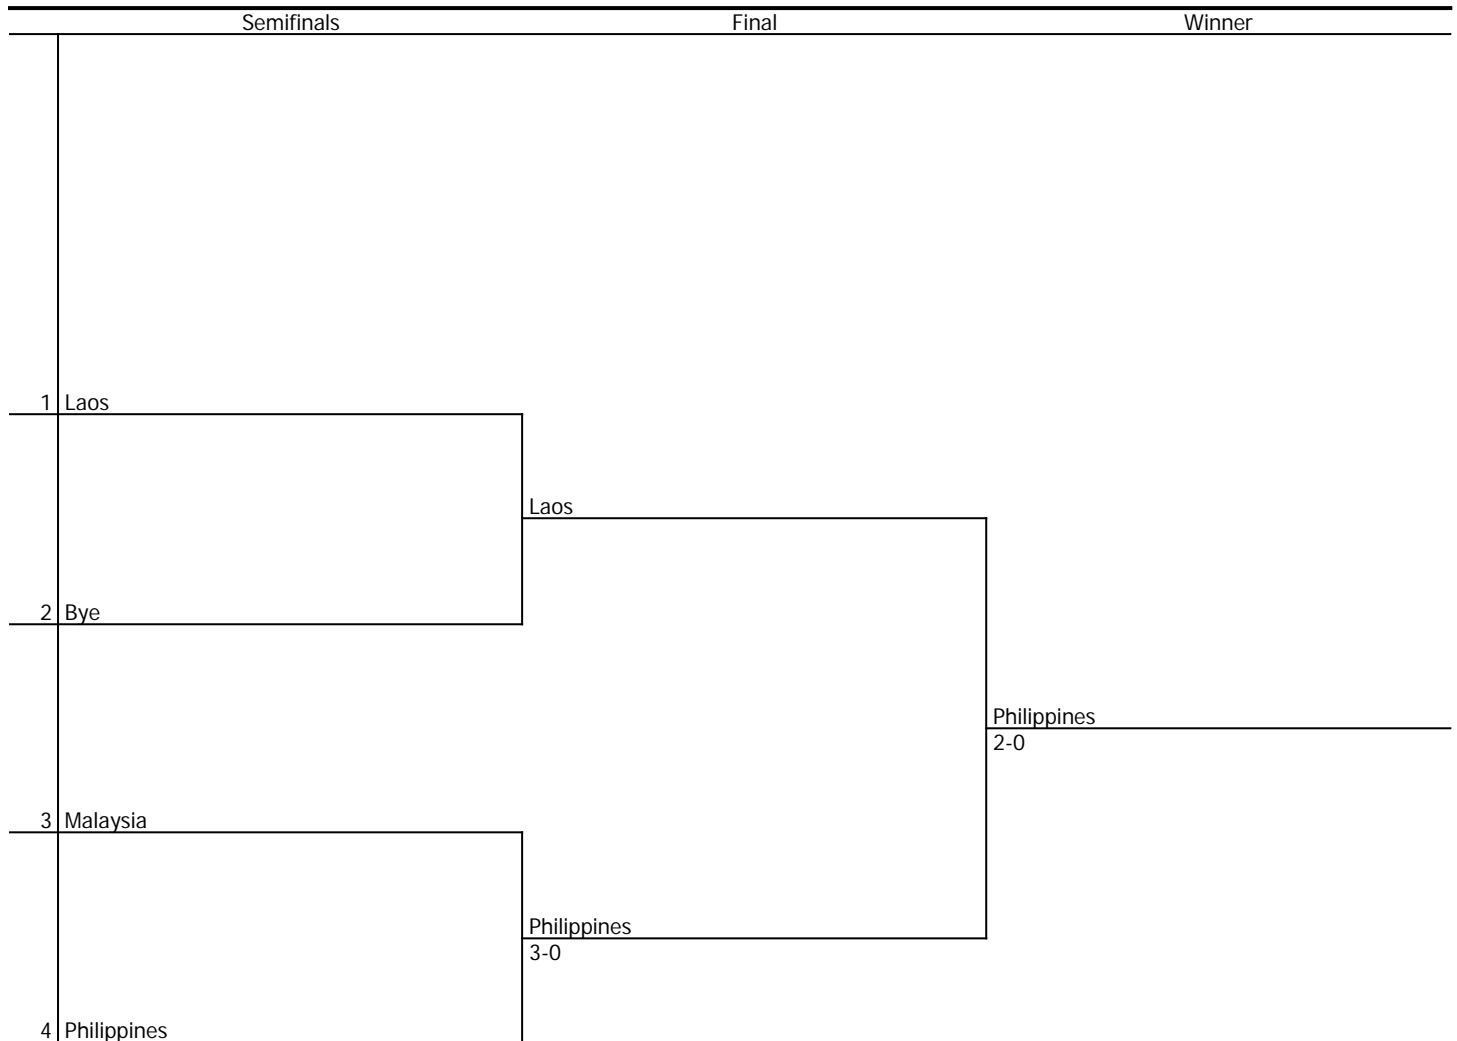 Semifinals Final Winner
1 Laos
Laos
2 Bye
Philippines
2-0
3 Malaysia
Philippines
3-0
4 Philippines